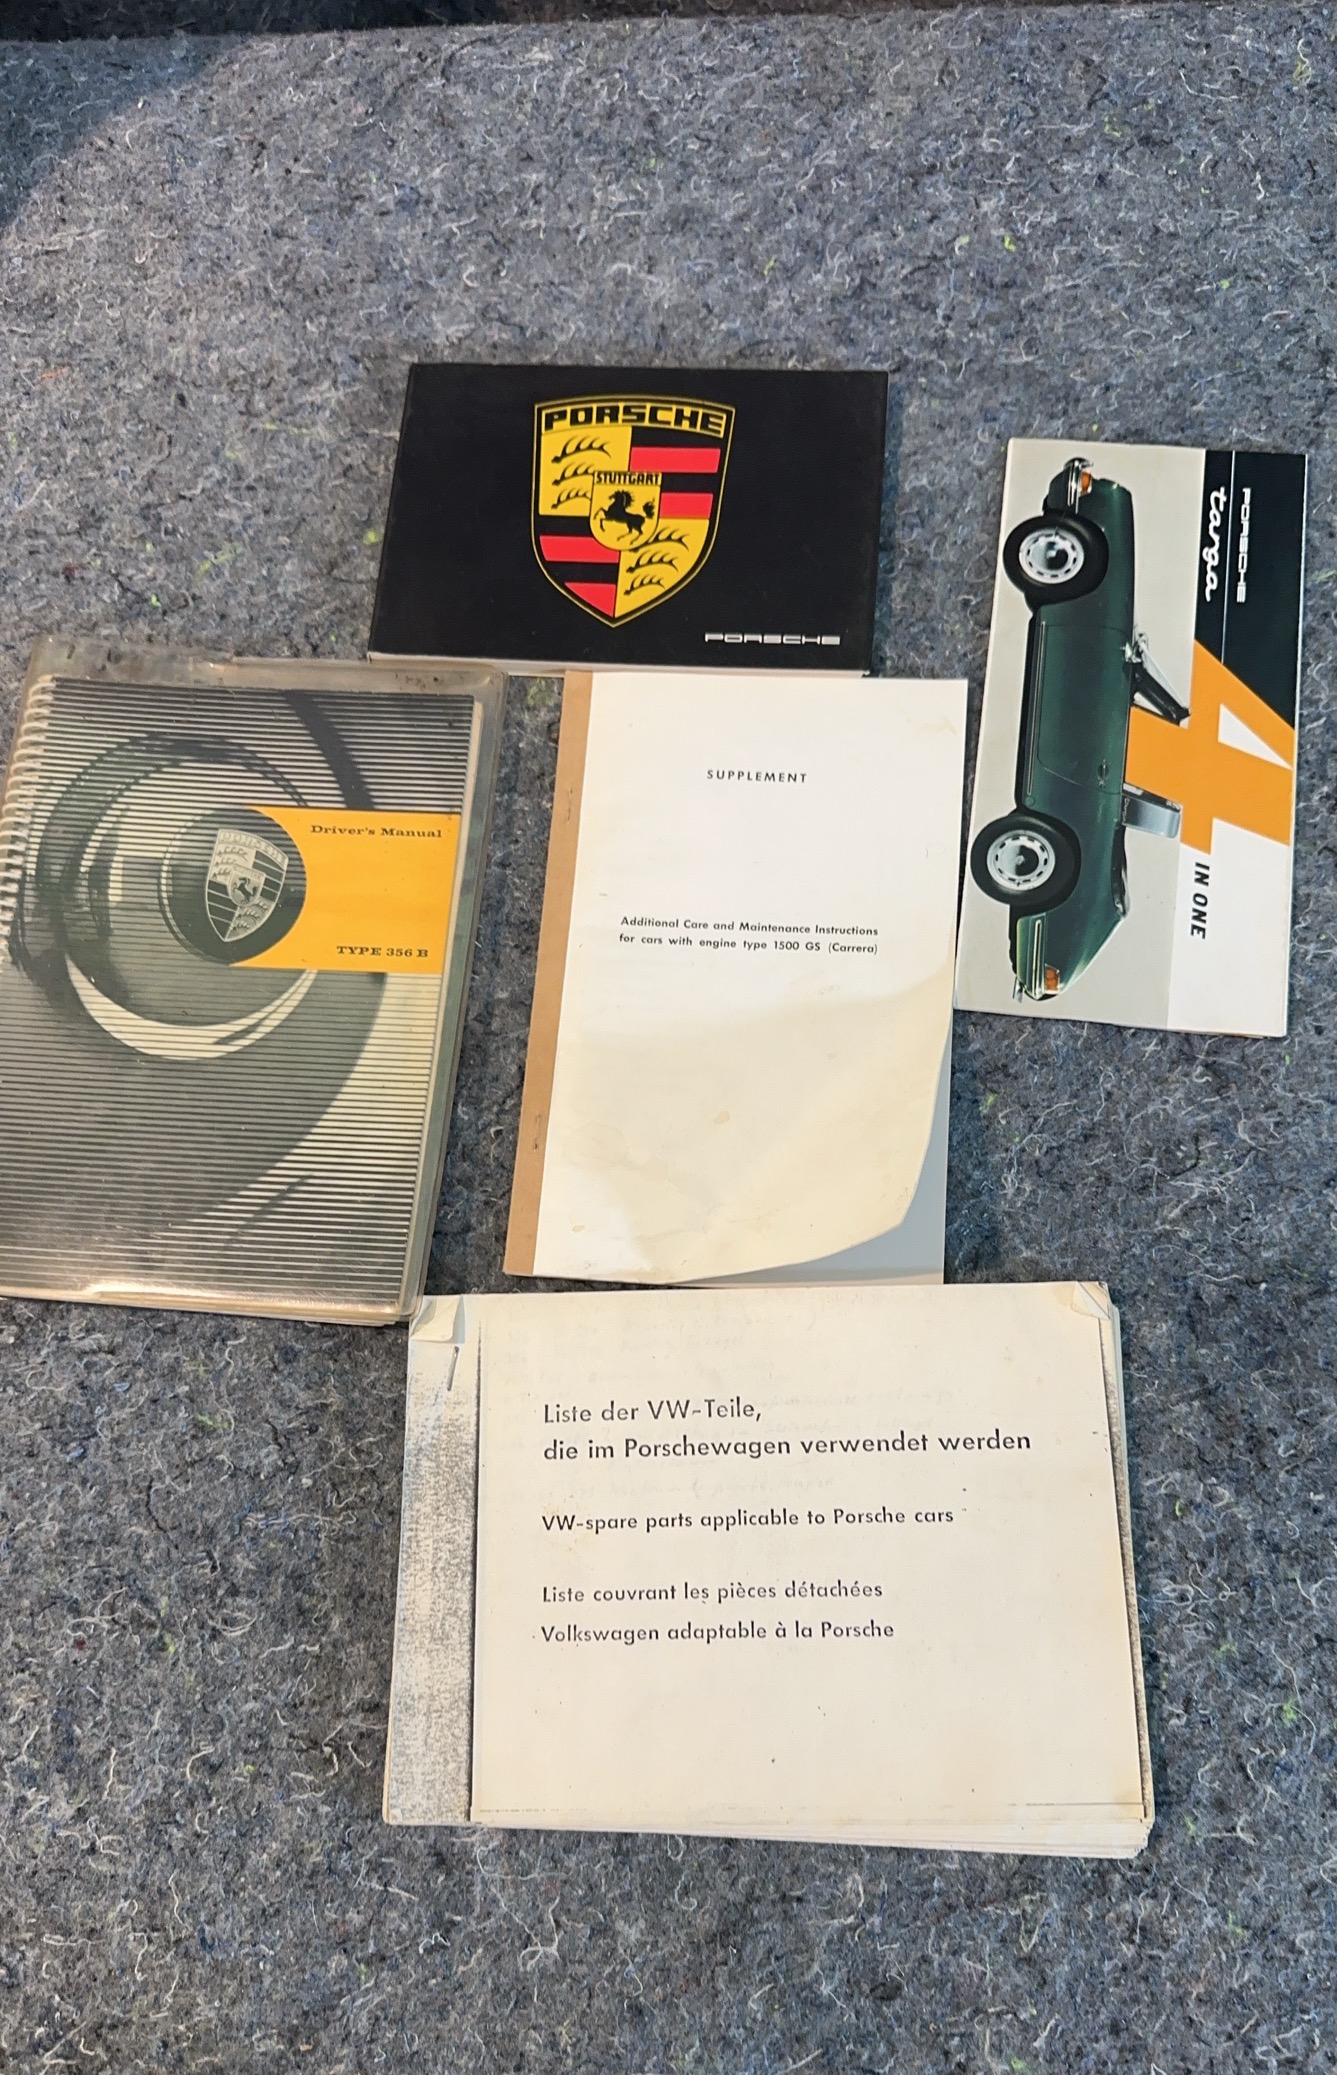 PORSCHE
STUTTGART
PORSCHE
PORSCHE
targa
4
IN ONE
Driver's Manual
PORSCHE
TYPE 356 B
SUPPLEMENT
Additional Care and Maintenance Instructions
for cars with engine type 1500 GS (Carrera)
Liste der VW-Teile,
die im Porschewagen verwendet werden
VW-spare parts applicable to Porsche cars
Liste couvrant les pièces détachées
Volkswagen adaptable à la Porsche